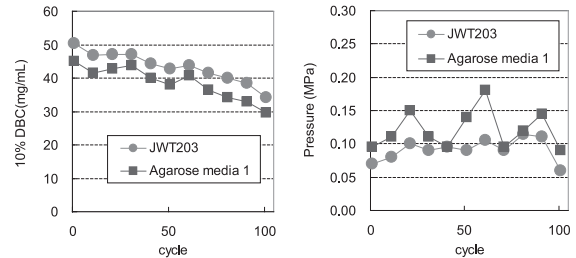 60
50
40
30
20
10
0
10% DBC(mg/mL)
JWT203
Agarose media 1
0
50
100
cycle
0.30
0.25
0.20
0.15
0.10
0.05
0.00
Pressure (MPa)
JWT203
Agarose media 1
0
50
100
cycle